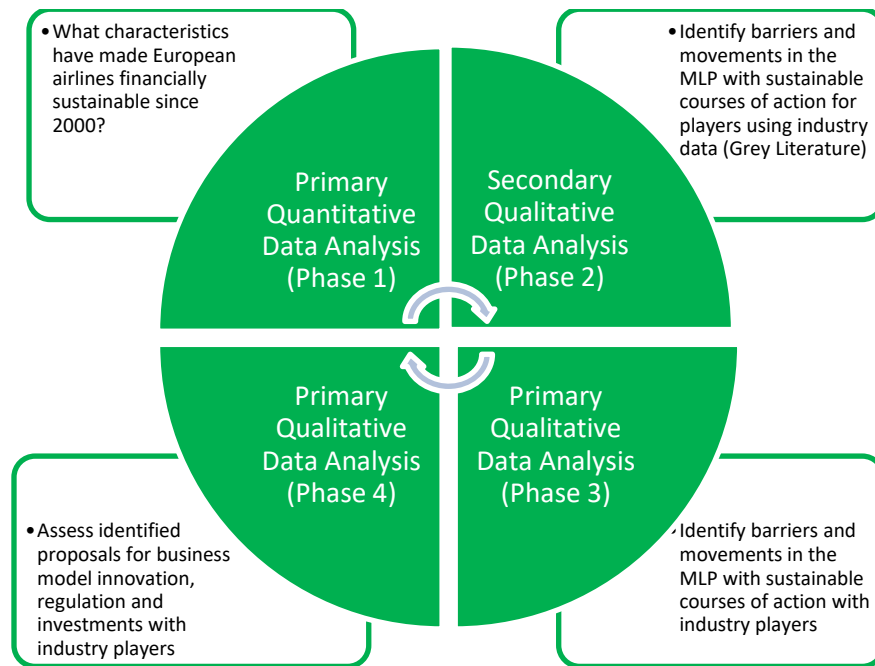 •What characteristics
have made European
airlines financially
sustainable since
2000?
Primary
Quantitative
Data Analysis
(Phase 1)
•Identify barriers and
movements in the
MLP with sustainable
courses of action for
players using industry
data (Grey Literature)
Secondary
Qualitative
Data Analysis
(Phase 2)
Primary
Qualitative
Data Analysis
(Phase 4)
•Assess identified
proposals for business
model innovation,
regulation and
investments with
industry players
Primary
Qualitative
Data Analysis
(Phase 3)
•Identify barriers and
movements in the
MLP with sustainable
courses of action with
industry players